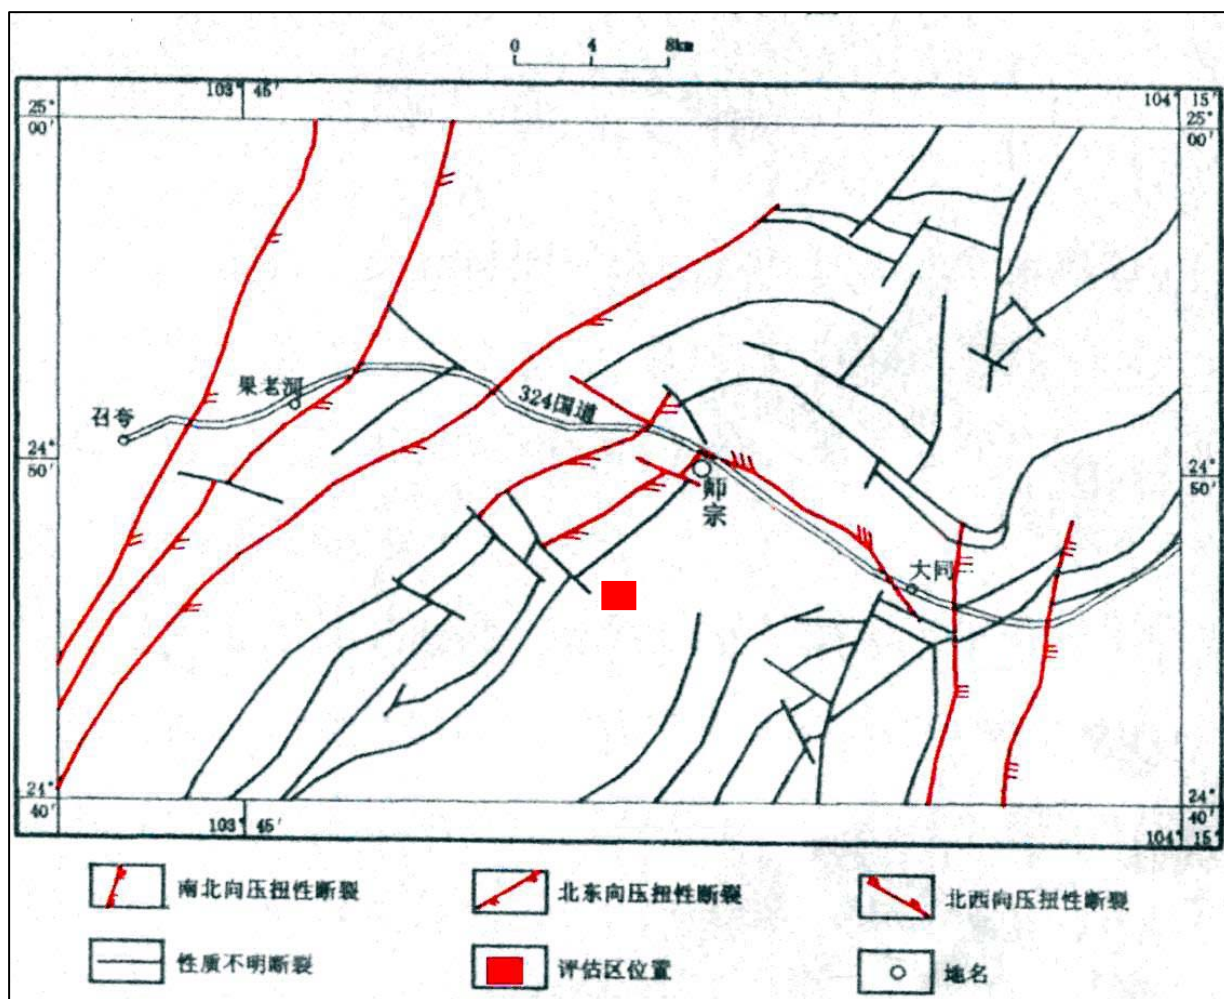 0 4 8km
103° 45′ 104° 15′
25° 25°
00′ 00′
果老河
324国道
召夸
24° 24°
50′ 50′
师
宗
大同
24° 24°
40′ 40′
103° 45′ 104° 15′
南北向压扭性断裂 北东向压扭性断裂 北西向压扭性断裂
性质不明断裂 评估区位置 地名